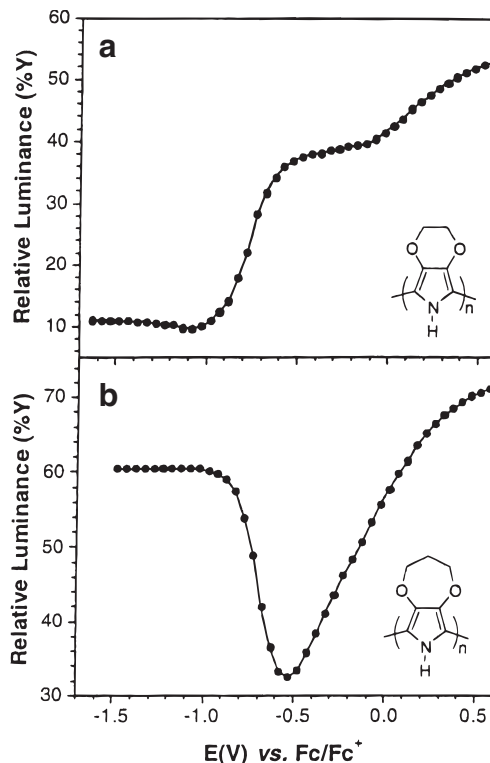 60
50
40
30
20
10
Relative Luminance (%Y)
a
O
O
N
H
n
70
60
50
40
30
Relative Luminance (%Y)
b
O
O
N
H
n
-1.5
-1.0
-0.5
0.0
0.5
E(V) vs. Fc/Fc+